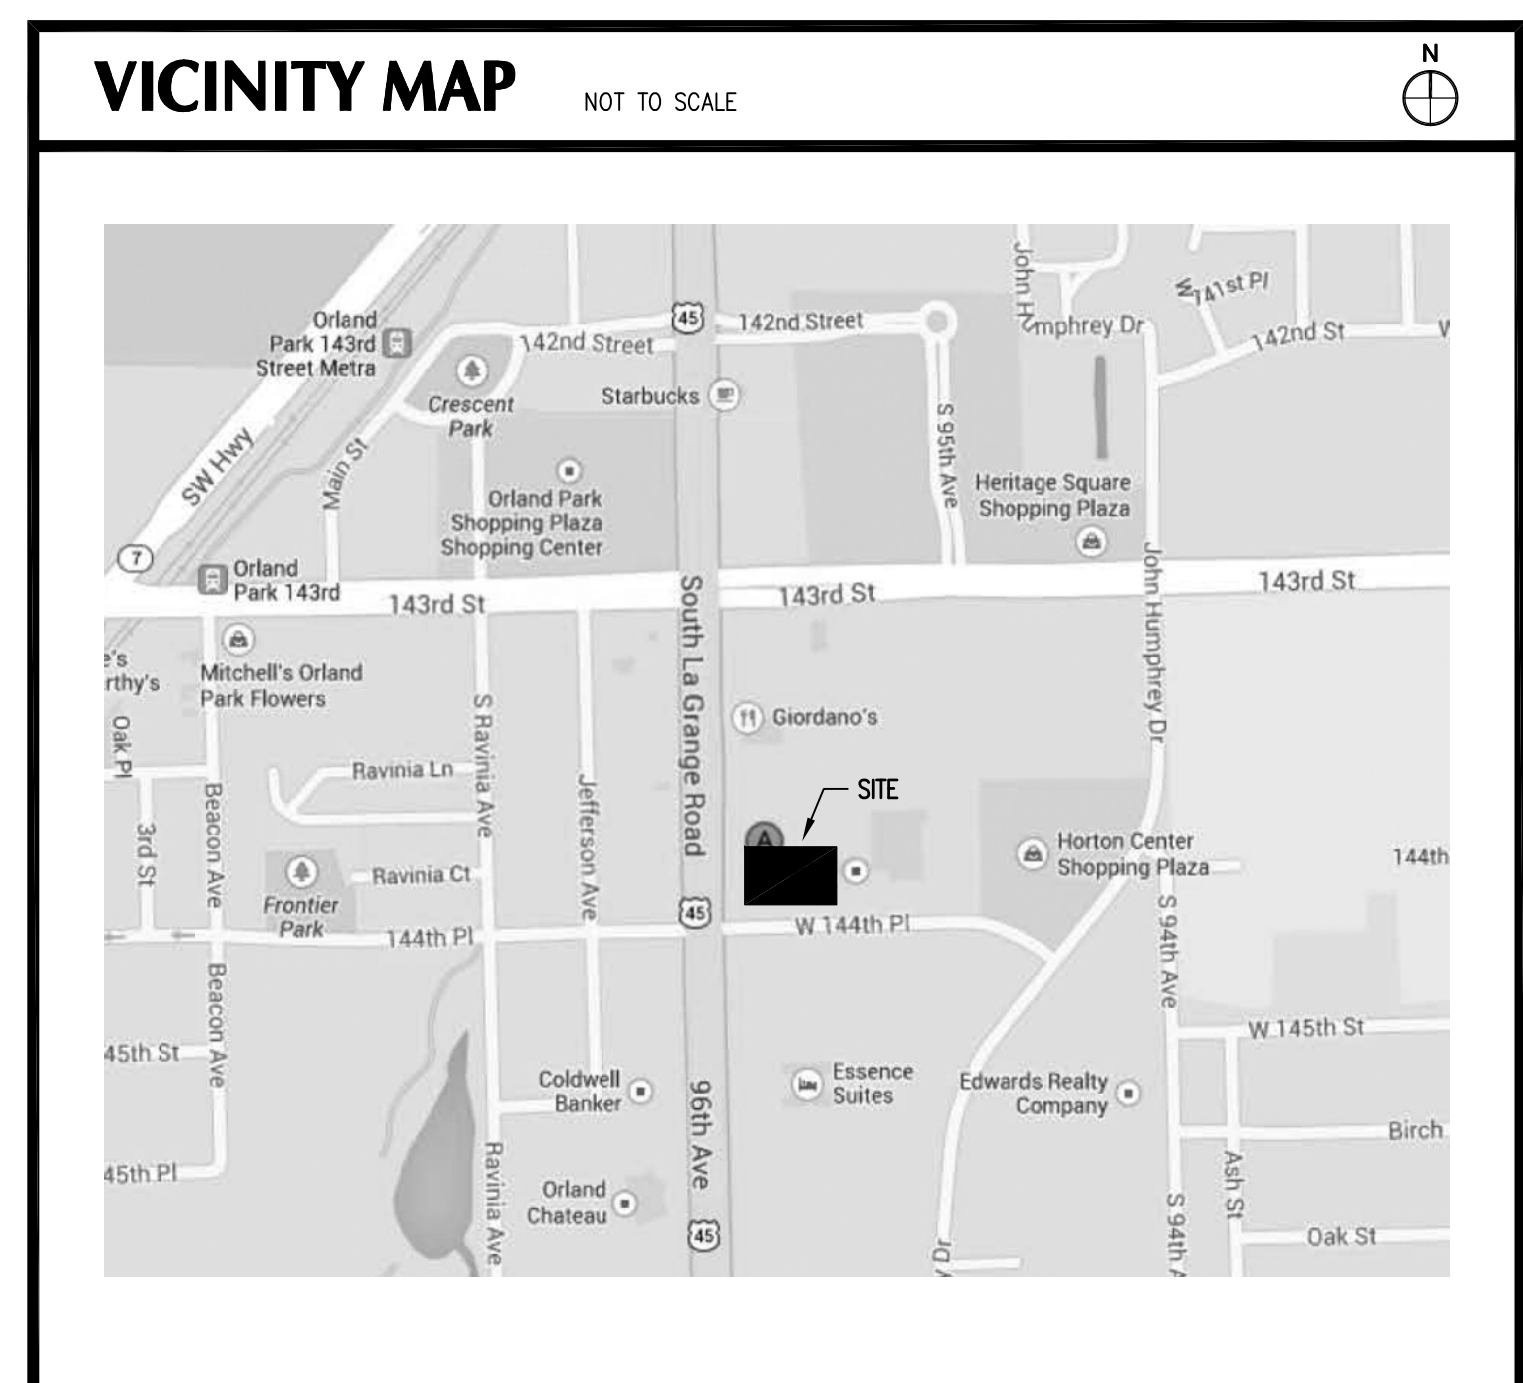 VICINITY MAP
NOT TO SCALE
N
Orland
Park 143rd
Street Metra
45
142nd Street
142nd Street
John H
mphrey Dr
W
141st Pl
142nd St
W
Crescent
Park
Starbucks
SW Hwy
Main St
S 95th Ave
Heritage Square
Shopping Plaza
Orland Park
Shopping Plaza
Shopping Center
7
Orland
Park 143rd
143rd St
143rd St
143rd St
South La Grange Road
John Humphrey Dr
e's
rthy's
Mitchell's Orland
Park Flowers
Oak Pl
S Ravinia Ave
Giordano's
Ravinia Ln
Jefferson Ave
SITE
Beacon Ave
3rd St
A
Horton Center
Shopping Plaza
144th
Ravinia Ct
Frontier
Park
45
S 94th Ave
144th Pl
W 144th Pl
Beacon Ave
45th St
W 145th St
Coldwell
Banker
96th Ave
Essence
Suites
Edwards Realty
Company
Birch
45th Pl
Ravinia Ave
Orland
Chateau
45
Ash St
S 94th A
Oak St